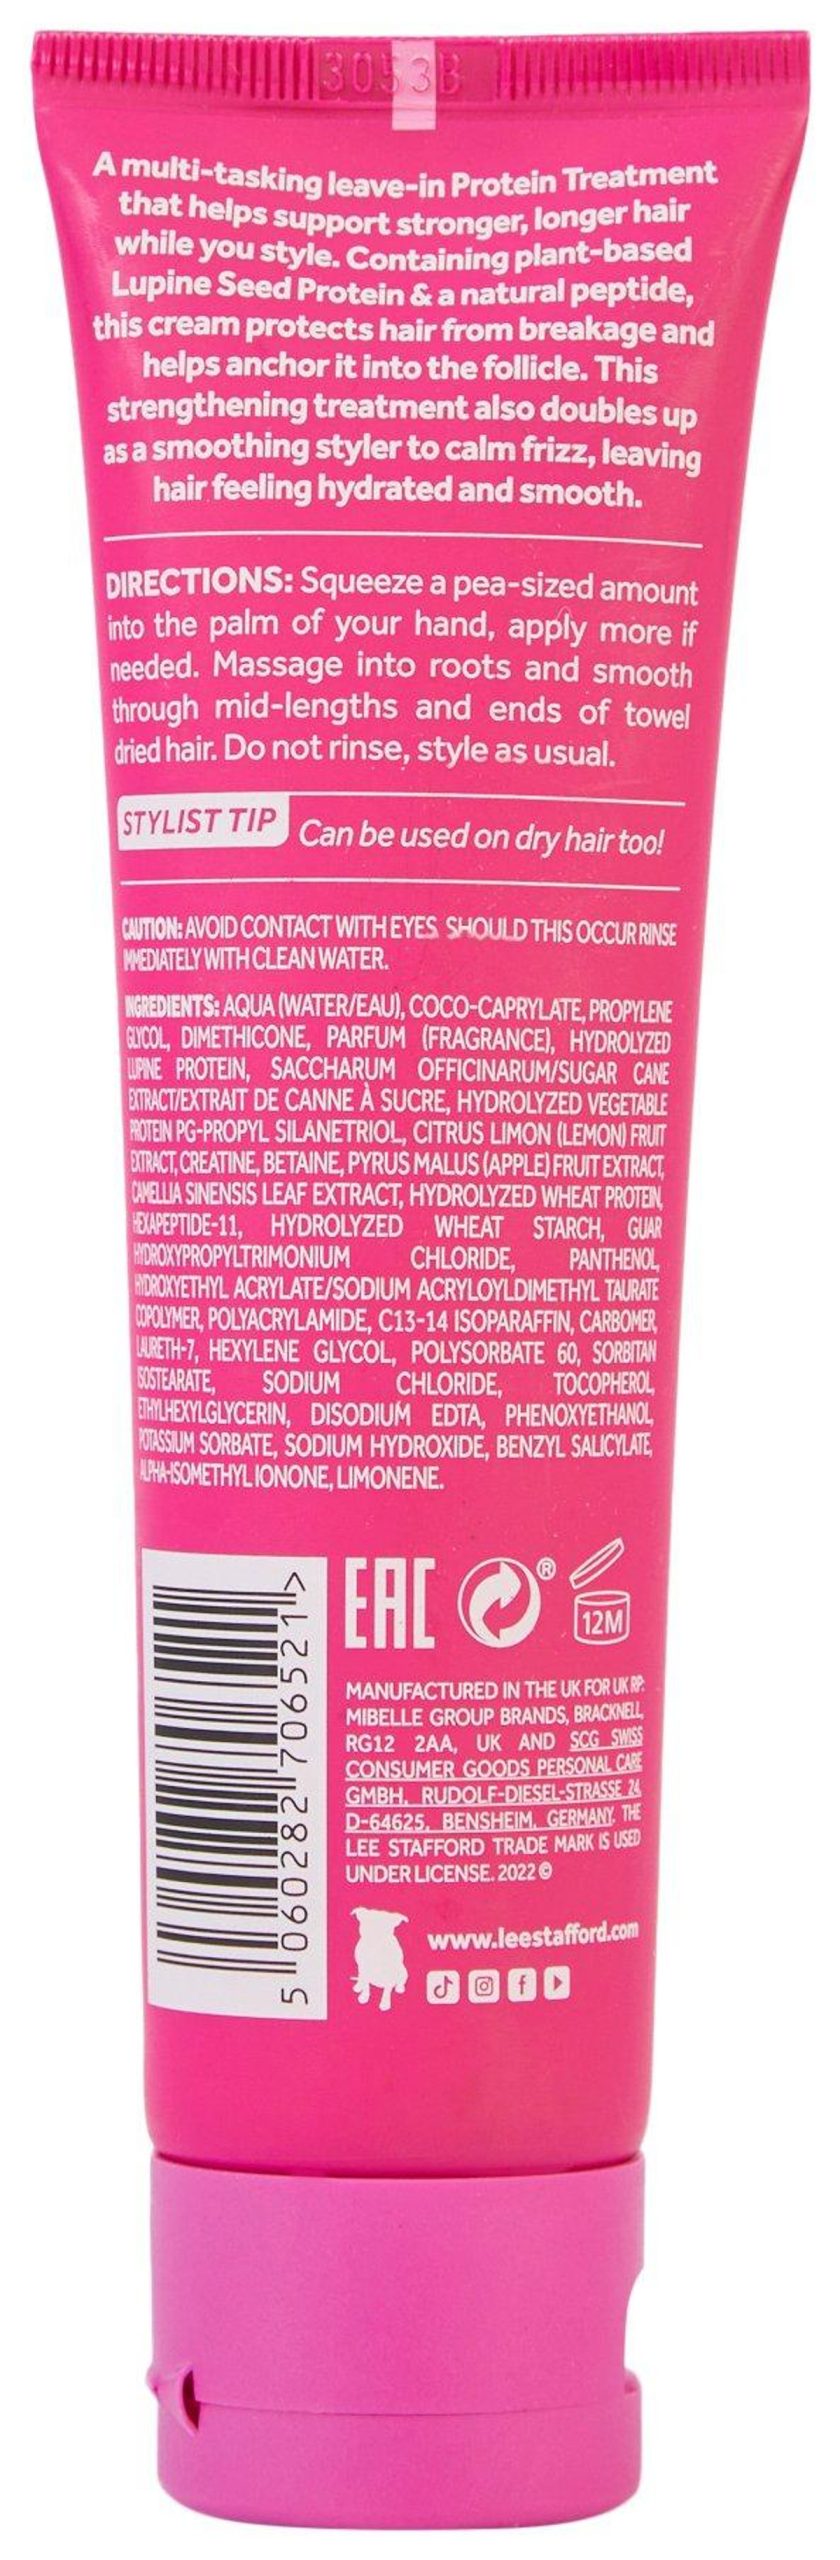 3053B
A multi-tasking leave-in Protein Treatment
that helps support stronger, longer hair
while you style. Containing plant-based
Lupine Seed Protein & a natural peptide,
this cream protects hair from breakage and
helps anchor it into the follicle. This
strengthening treatment also doubles up
as a smoothing styler to calm frizz, leaving
hair feeling hydrated and smooth.
DIRECTIONS: Squeeze a pea-sized amount
into the palm of your hand, apply more if
needed. Massage into roots and smooth
through mid-lengths and ends of towel
dried hair. Do not rinse, style as usual.
STYLIST TIP Can be used on dry hair too!
CAUTION: AVOID CONTACT WITH EYES. SHOULD THIS OCCUR RINSE
IMMEDIATELY WITH CLEAN WATER.
INGREDIENTS: AQUA (WATER/EAU), COCO-CAPRYLATE, PROPYLENE
GLYCOL, DIMETHICONE, PARFUM (FRAGRANCE), HYDROLYZED
LUPINE PROTEIN, SACCHARUM OFFICINARUM/SUGAR CANE
EXTRACT/EXTRAIT DE CANNE À SUCRE, HYDROLYZED VEGETABLE
PROTEIN PG-PROPYL SILANETRIOL, CITRUS LIMON (LEMON) FRUIT
EXTRACT, CREATINE, BETAINE, PYRUS MALUS (APPLE) FRUIT EXTRACT,
CAMELLIA SINENSIS LEAF EXTRACT, HYDROLYZED WHEAT PROTEIN,
HEXAPEPTIDE-11, HYDROLYZED WHEAT STARCH, GUAR
HYDROXYPROPYLTRIMONIUM CHLORIDE, PANTHENOL,
HYDROXYETHYL ACRYLATE/SODIUM ACRYLOYLDIMETHYL TAURATE
COPOLYMER, POLYACRYLAMIDE, C13-14 ISOPARAFFIN, CARBOMER,
LAURETH-7, HEXYLENE GLYCOL, POLYSORBATE 60, SORBITAN
ISOSTEARATE, SODIUM CHLORIDE, TOCOPHEROL,
ETHYLHEXYLGLYCERIN, DISODIUM EDTA, PHENOXYETHANOL,
POTASSIUM SORBATE, SODIUM HYDROXIDE, BENZYL SALICYLATE,
ALPHA-ISOMETHYL IONONE, LIMONENE.
5 060282 706521 >
EAC ® 12M
MANUFACTURED IN THE UK FOR UK RP:
MIBELLE GROUP BRANDS, BRACKNELL,
RG12 2AA, UK AND SCG SWISS
CONSUMER GOODS PERSONAL CARE
GMBH, RUDOLF-DIESEL-STRASSE 24,
D-64625, BENSHEIM, GERMANY. THE
LEE STAFFORD TRADE MARK IS USED
UNDER LICENSE. 2022 ©
www.leestafford.com